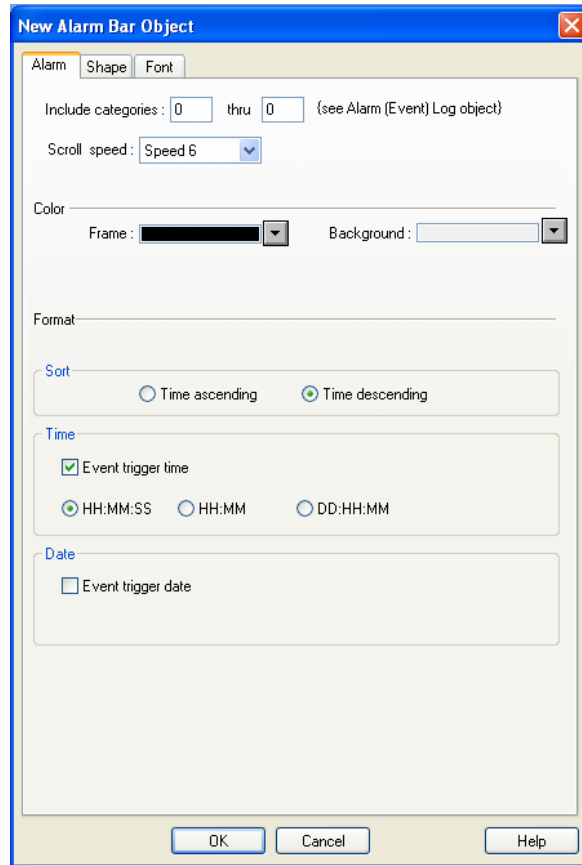 New Alarm Bar Object
Alarm Shape Font
Include categories : 0 thru 0 {see Alarm (Event) Log object}
Scroll speed : Speed 6
Color
Frame : Background :
Format
Sort
Time ascending Time descending
Time
Event trigger time
HH:MM:SS HH:MM DD:HH:MM
Date
Event trigger date
OK Cancel Help